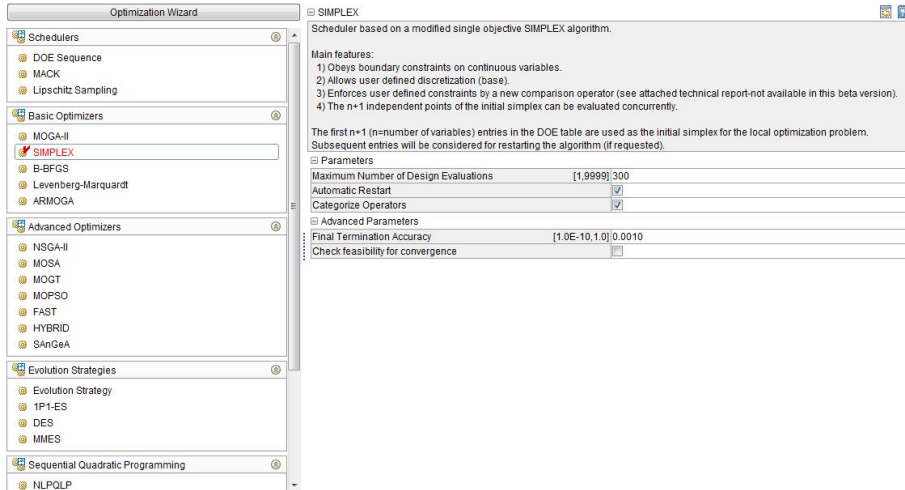 Optimization Wizard
Schedulers
DOE Sequence
MACK
Lipschitz Sampling
Basic Optimizers
MOGA-II
SIMPLEX
B-BFGS
Levenberg-Marquardt
ARMOGA
Advanced Optimizers
NSGA-II
MOSA
MOGT
MOPSO
FAST
HYBRID
SAnGeA
Evolution Strategies
Evolution Strategy
1P1-ES
DES
MMES
Sequential Quadratic Programming
NLPQLP
SIMPLEX
Scheduler based on a modified single objective SIMPLEX algorithm.
Main features:
1) Obeys boundary constraints on continuous variables.
2) Allows user defined discretization (base).
3) Enforces user defined constraints by a new comparison operator (see attached technical report-not available in this beta version).
4) The n+1 independent points of the initial simplex can be evaluated concurrently.
The first n+1 (n=number of variables) entries in the DOE table are used as the initial simplex for the local optimization problem.
Subsequent entries will be considered for restarting the algorithm (if requested).
Parameters
Maximum Number of Design Evaluations [1,9999] 300
Automatic Restart
Categorize Operators
Advanced Parameters
Final Termination Accuracy [1.0E-10,1.0] 0.0010
Check feasibility for convergence